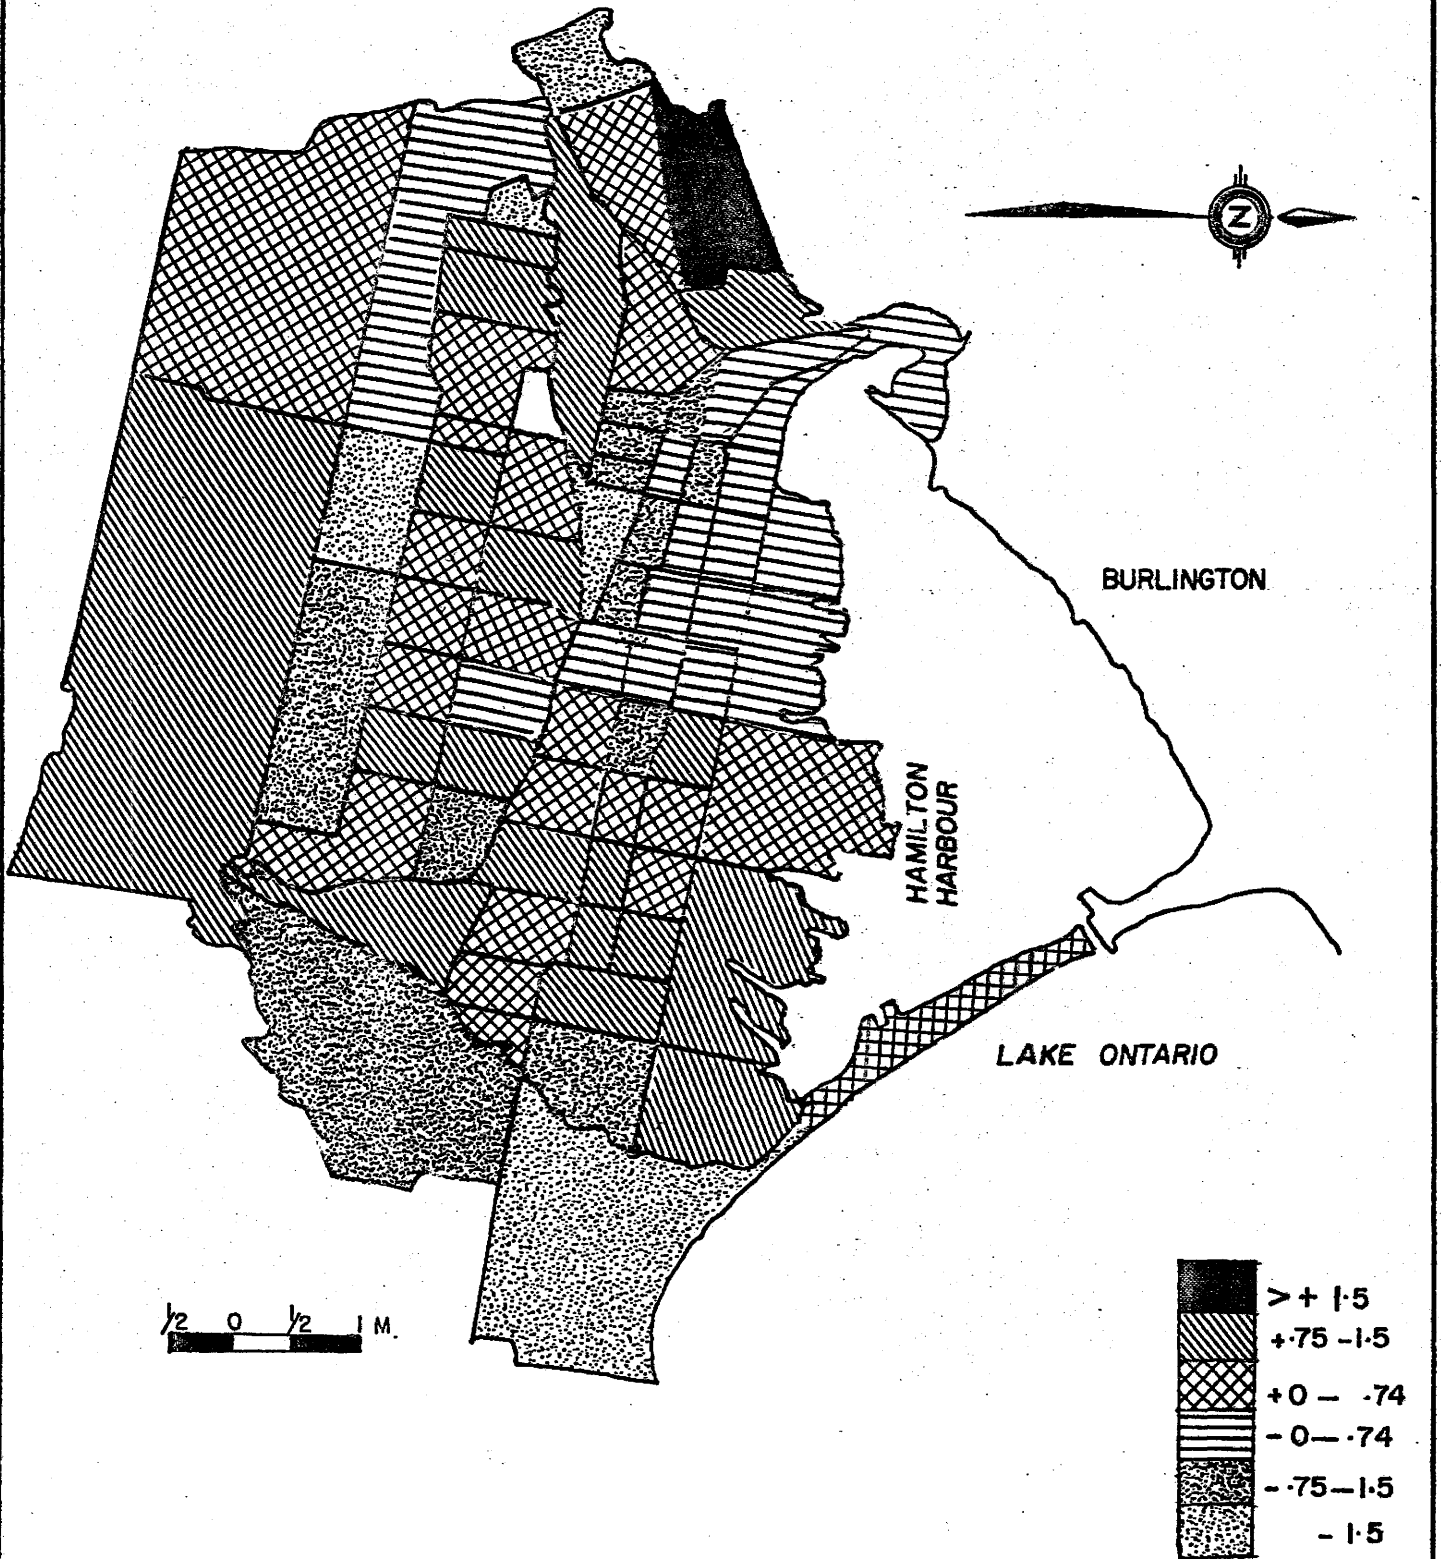 N
BURLINGTON
HAMILTON
HARBOUR
LAKE ONTARIO
1/2 0 1/2 1 M.
>+ 1·5
+·75 -1·5
+0 - ·74
-0-·74
-·75-1·5
-1·5